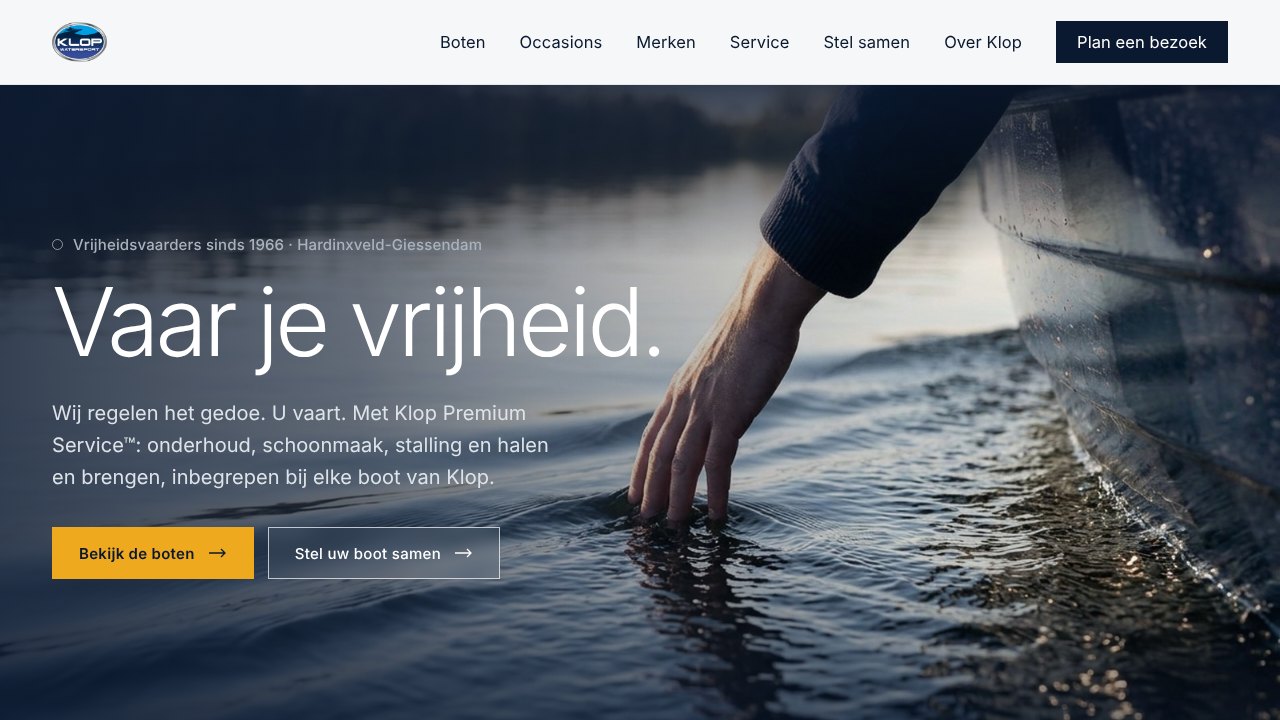 KLOP
WATERSPORT
Boten
Occasions
Merken
Service
Stel samen
Over Klop
Plan een bezoek
Vrijheidsvaarders sinds 1966 · Hardinxveld-Giessendam
Vaar je vrijheid.
Wij regelen het gedoe. U vaart. Met Klop Premium
Service™: onderhoud, schoonmaak, stalling en halen
en brengen, inbegrepen bij elke boot van Klop.
Bekijk de boten
Stel uw boot samen